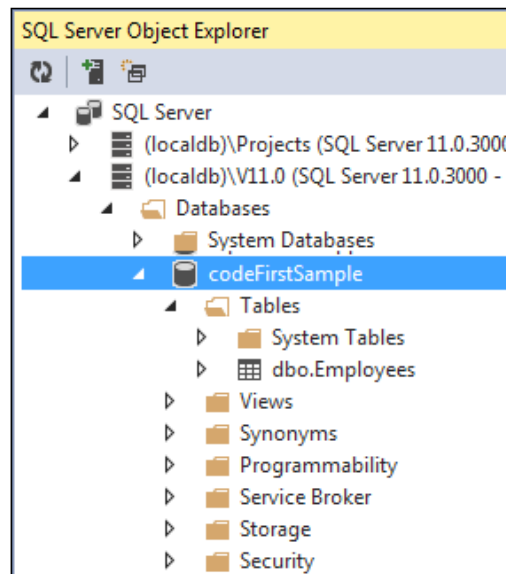 SQL Server Object Explorer
SQL Server
(localdb)\Projects (SQL Server 11.0.3000
(localdb)\V11.0 (SQL Server 11.0.3000 -
Databases
System Databases
codeFirstSample
Tables
System Tables
dbo.Employees
Views
Synonyms
Programmability
Service Broker
Storage
Security